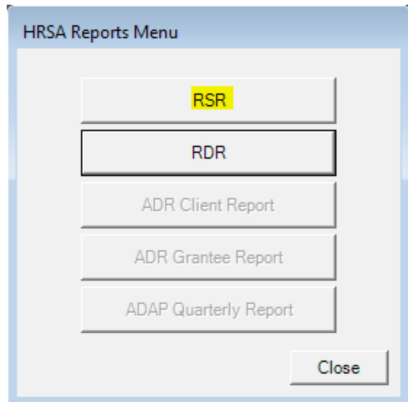 HRSA Reports Menu
RSR
RDR
ADR Client Report
ADR Grantee Report
ADAP Quarterly Report
Close